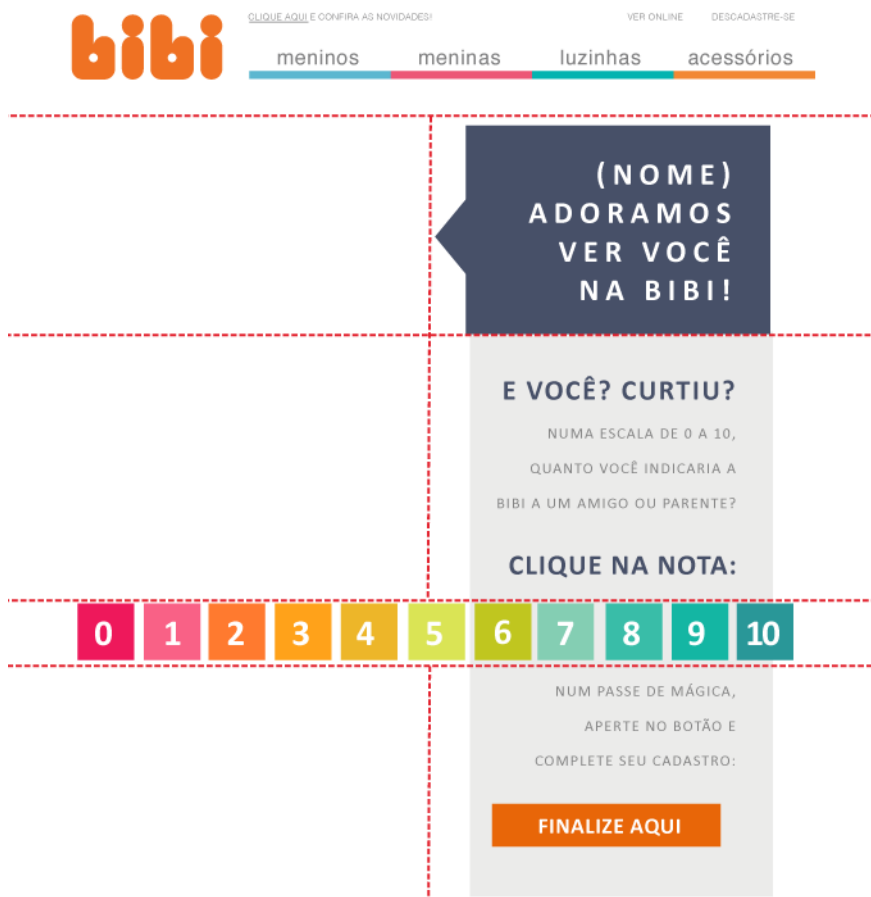 bibi
CLIQUE AQUI E CONFIRA AS NOVIDADES!
VER ONLINE
DESCADASTRE-SE
meninos
meninas
luzinhas
acessórios
(NOME)
ADORAMOS
VER VOCÊ
NA BIBI!
E VOCÊ? CURTIU?
NUMA ESCALA DE 0 A 10,
QUANTO VOCÊ INDICARIA A
BIBI A UM AMIGO OU PARENTE?
CLIQUE NA NOTA:
0 1 2 3 4 5 6 7 8 9 10
NUM PASSE DE MÁGICA,
APERTE NO BOTÃO E
COMPLETE SEU CADASTRO:
FINALIZE AQUI